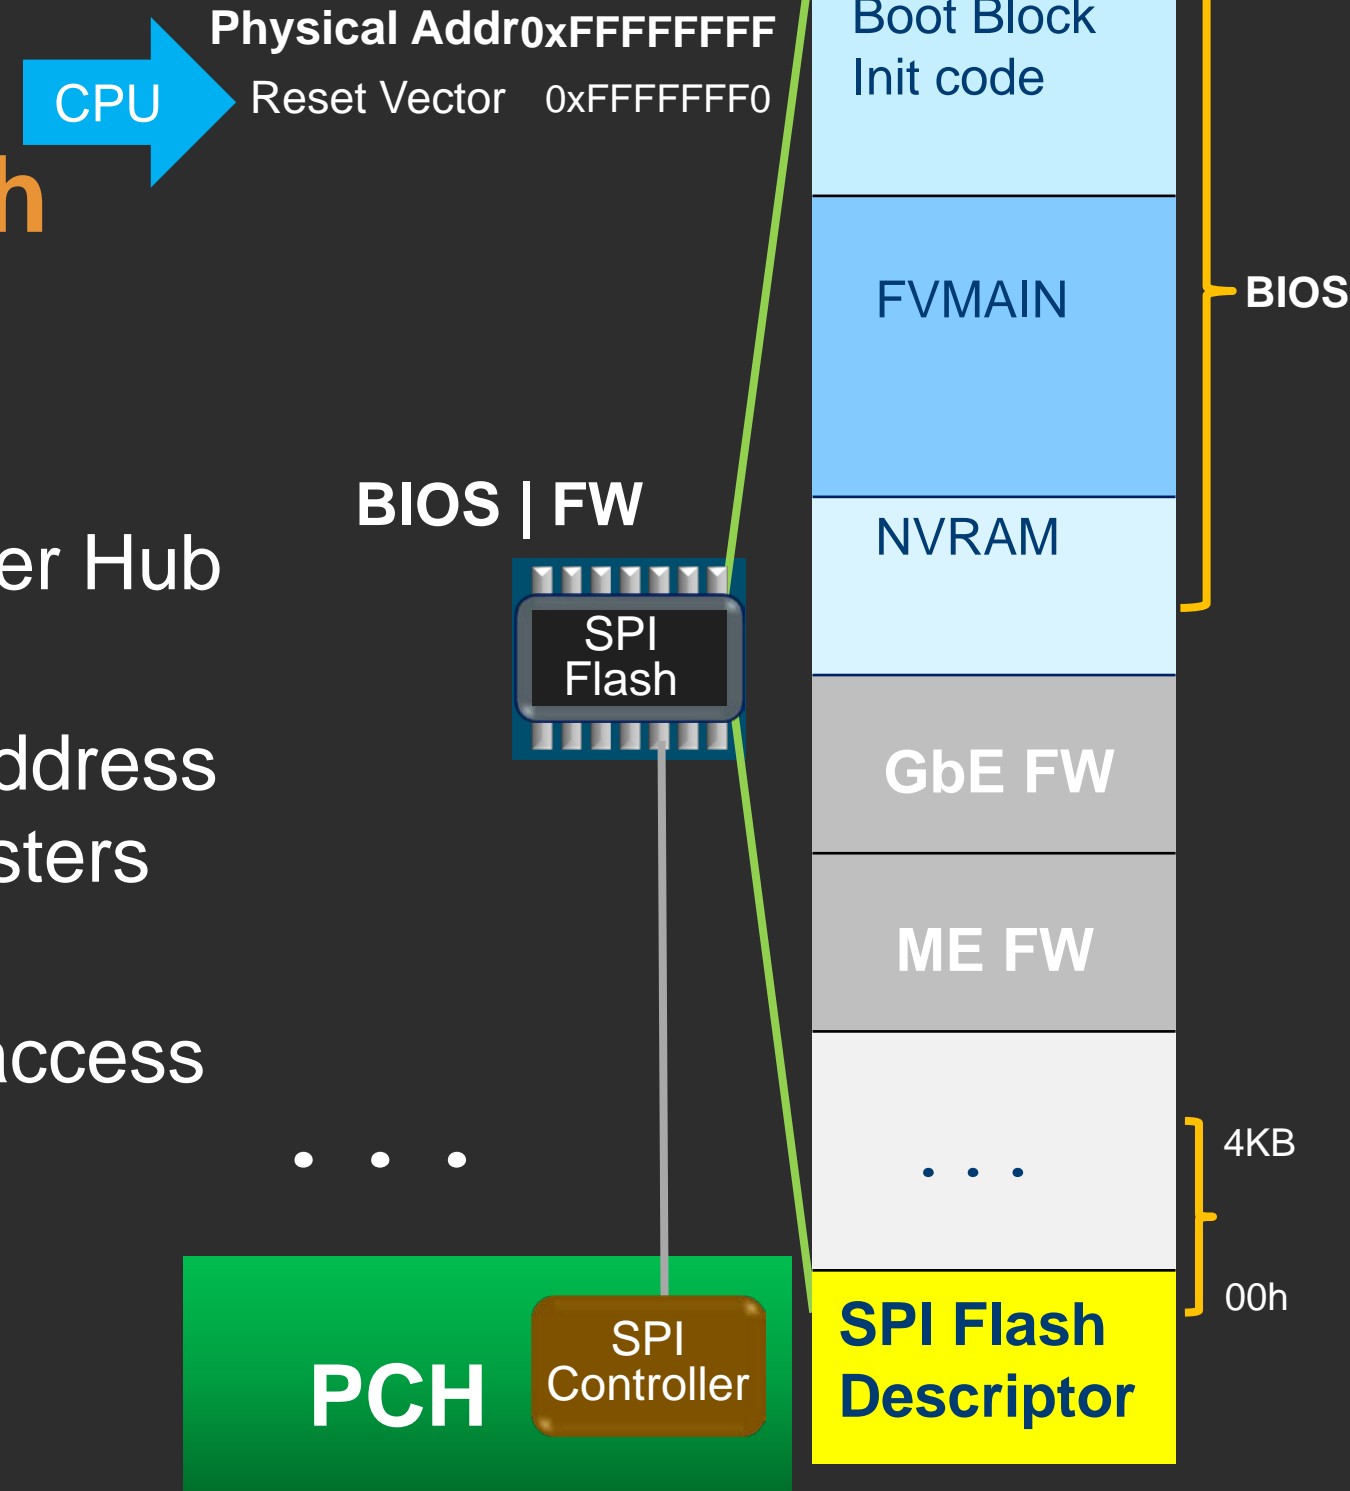 Physical Addr0xFFFFFFFF
CPU
Reset Vector 0xFFFFFFF0
h
BIOS | FW
er Hub
SPI
Flash
ddress
sters
access
. . .
PCH
SPI
Controller
Boot Block
Init code
FVMAIN
BIOS
NVRAM
GbE FW
ME FW
. . .
4KB
00h
SPI Flash
Descriptor